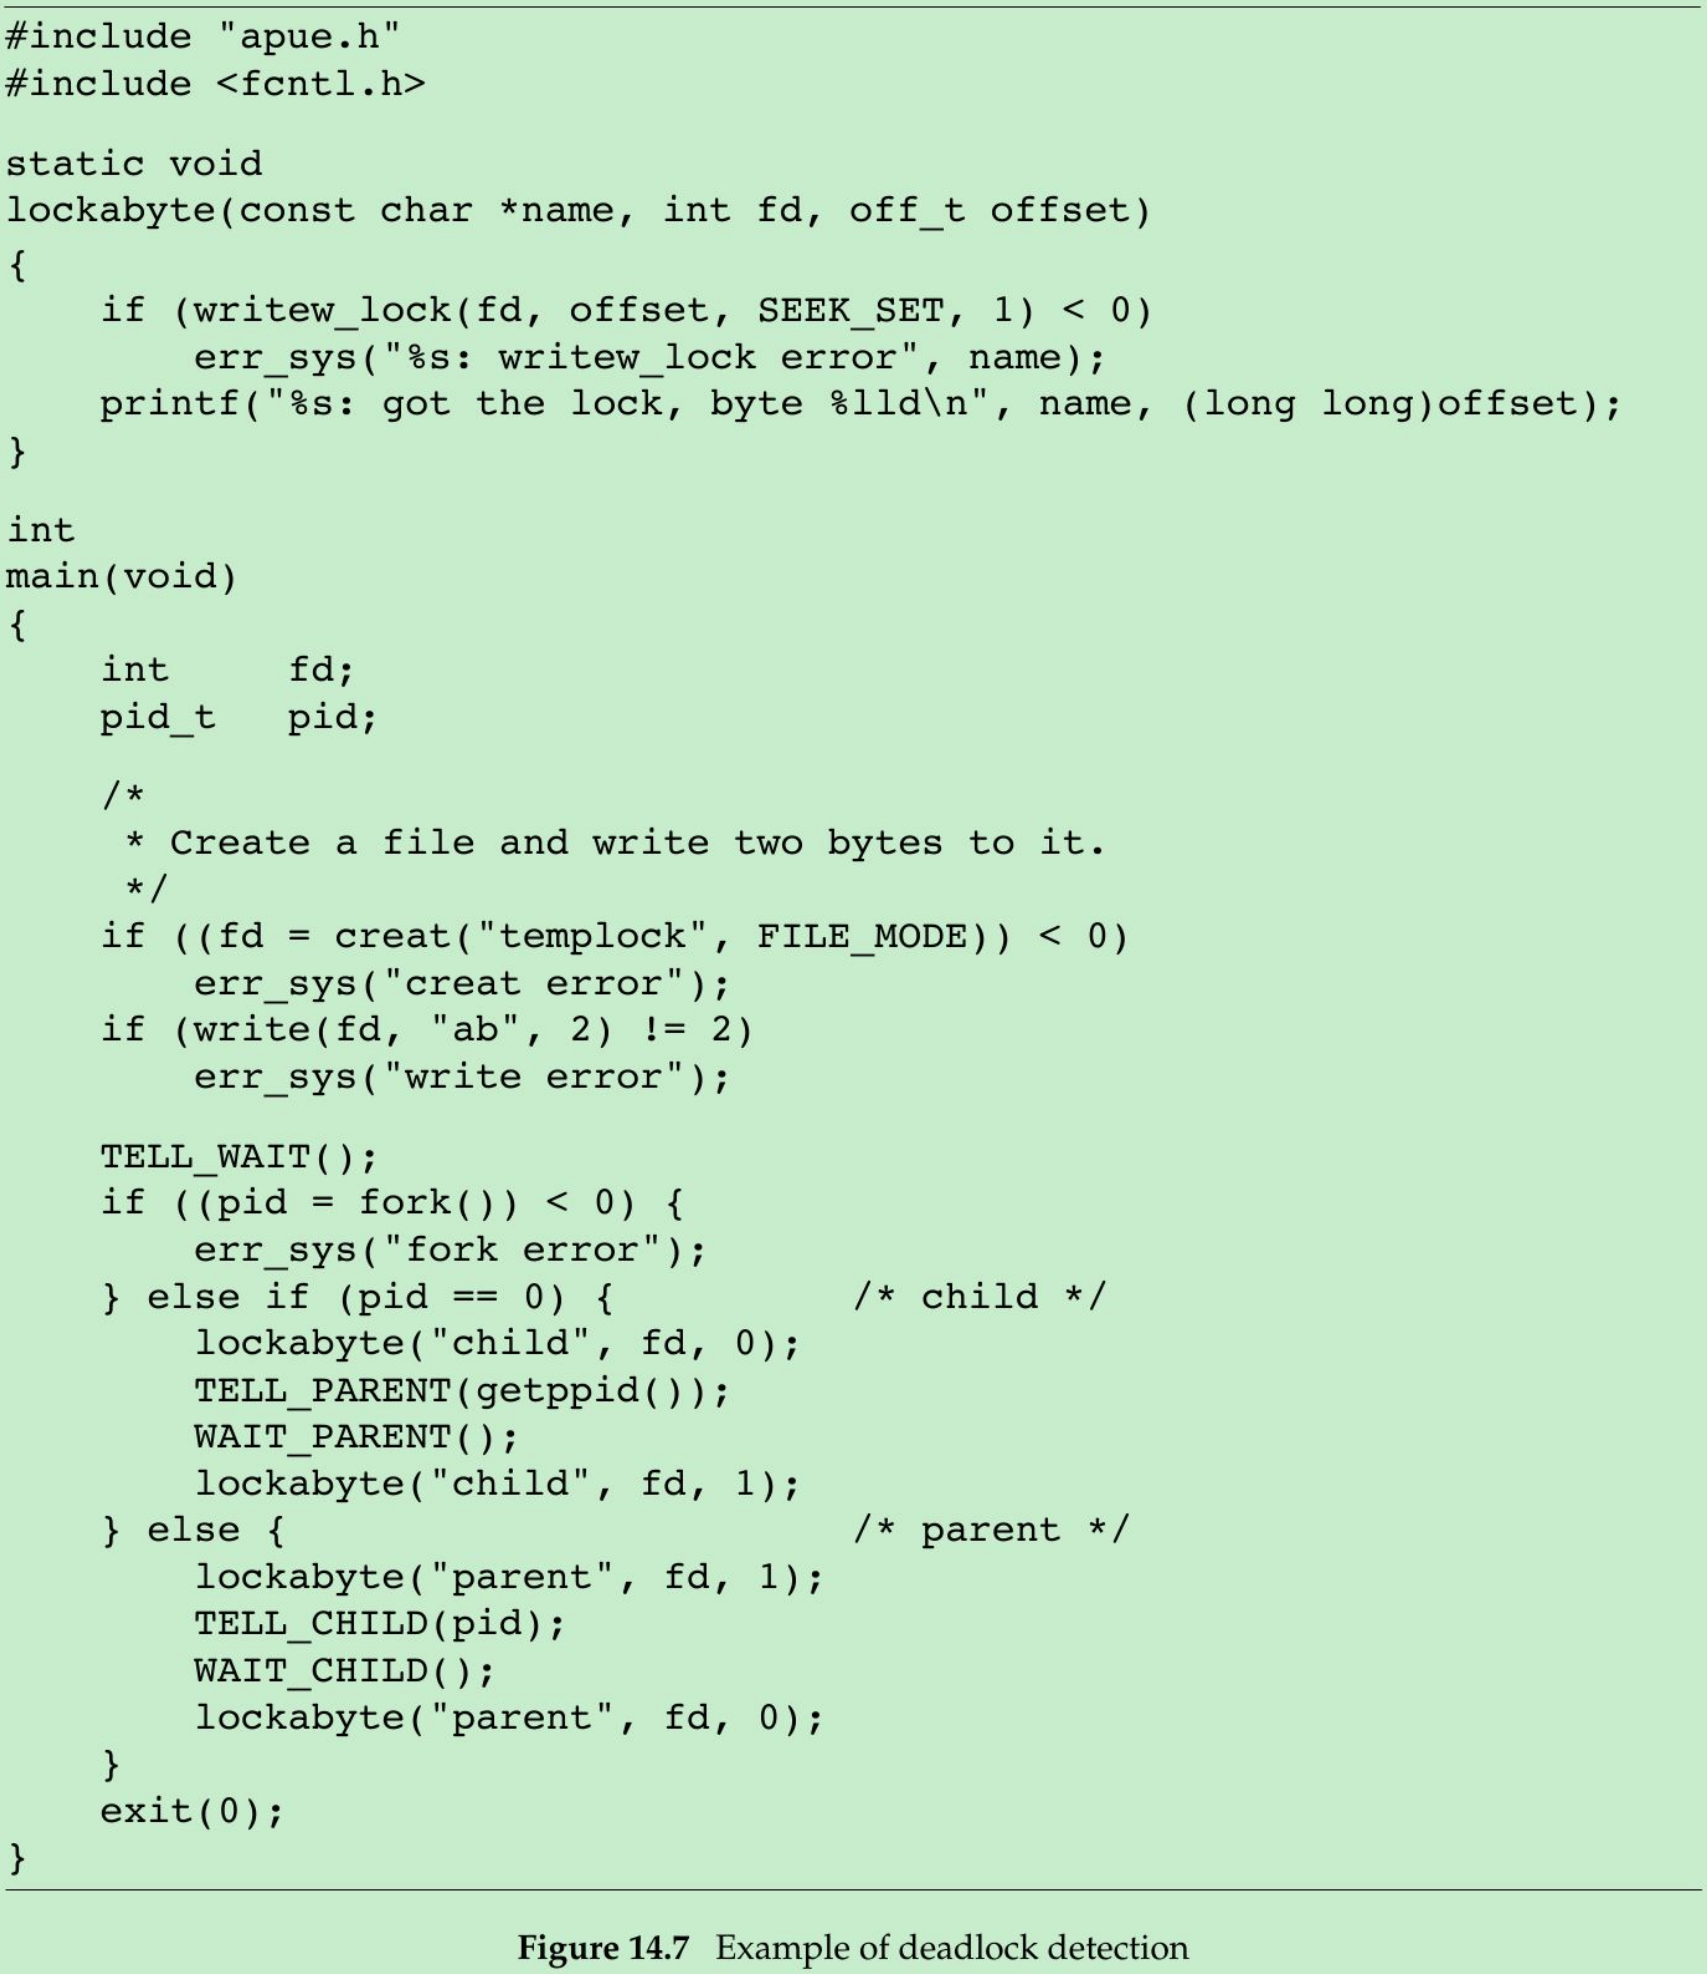 #include "apue.h"
#include <fcntl.h>
static void
lockabyte(const char *name, int fd, off_t offset)
{
    if (writew_lock(fd, offset, SEEK_SET, 1) < 0)
        err_sys("%s: writew_lock error", name);
    printf("%s: got the lock, byte %lld\n", name, (long long)offset);
}
int
main(void)
{
    int     fd;
    pid_t   pid;
    /*
     * Create a file and write two bytes to it.
     */
    if ((fd = creat("templock", FILE_MODE)) < 0)
        err_sys("creat error");
    if (write(fd, "ab", 2) != 2)
        err_sys("write error");
    TELL_WAIT();
    if ((pid = fork()) < 0) {
        err_sys("fork error");
    } else if (pid == 0) {          /* child */
        lockabyte("child", fd, 0);
        TELL_PARENT(getppid());
        WAIT_PARENT();
        lockabyte("child", fd, 1);
    } else {                        /* parent */
        lockabyte("parent", fd, 1);
        TELL_CHILD(pid);
        WAIT_CHILD();
        lockabyte("parent", fd, 0);
    }
    exit(0);
}
Figure 14.7 Example of deadlock detection